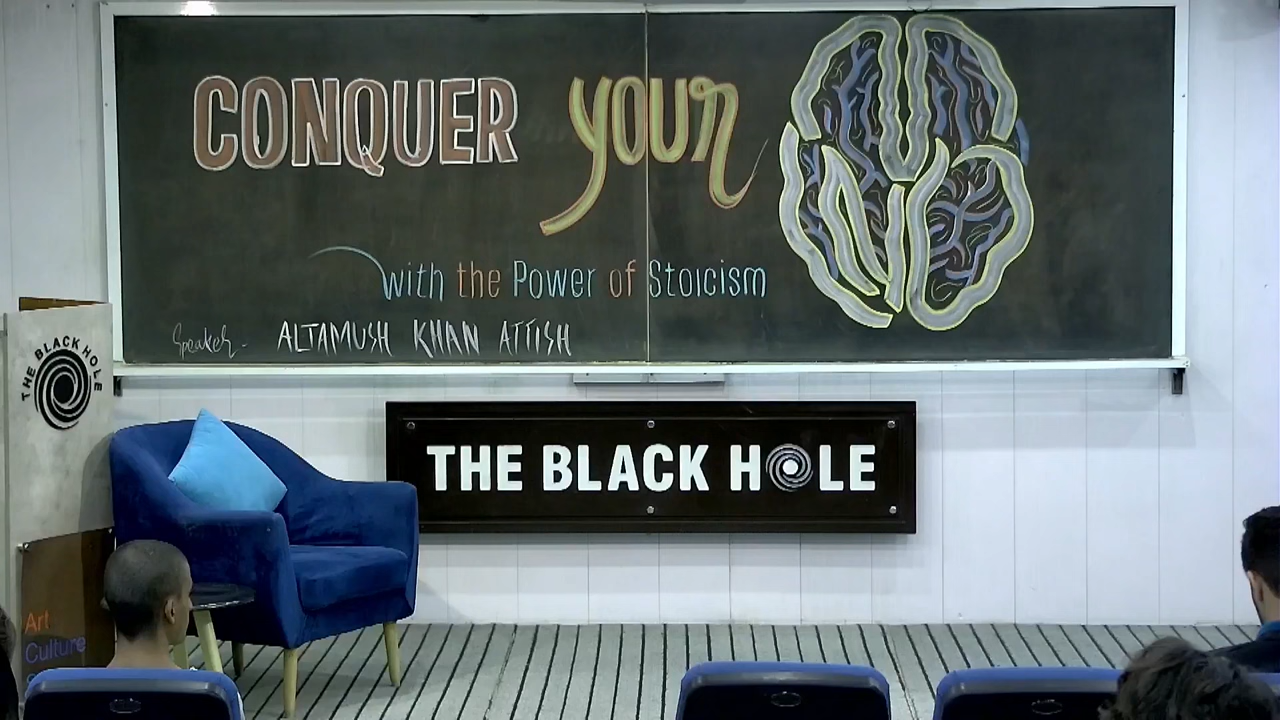 CONQUER your
with the Power of Stoicism
Speaker - ALTAMUSH KHAN ATTISH
THE BLACK HOLE
THE BLACK HOLE
Art
Culture